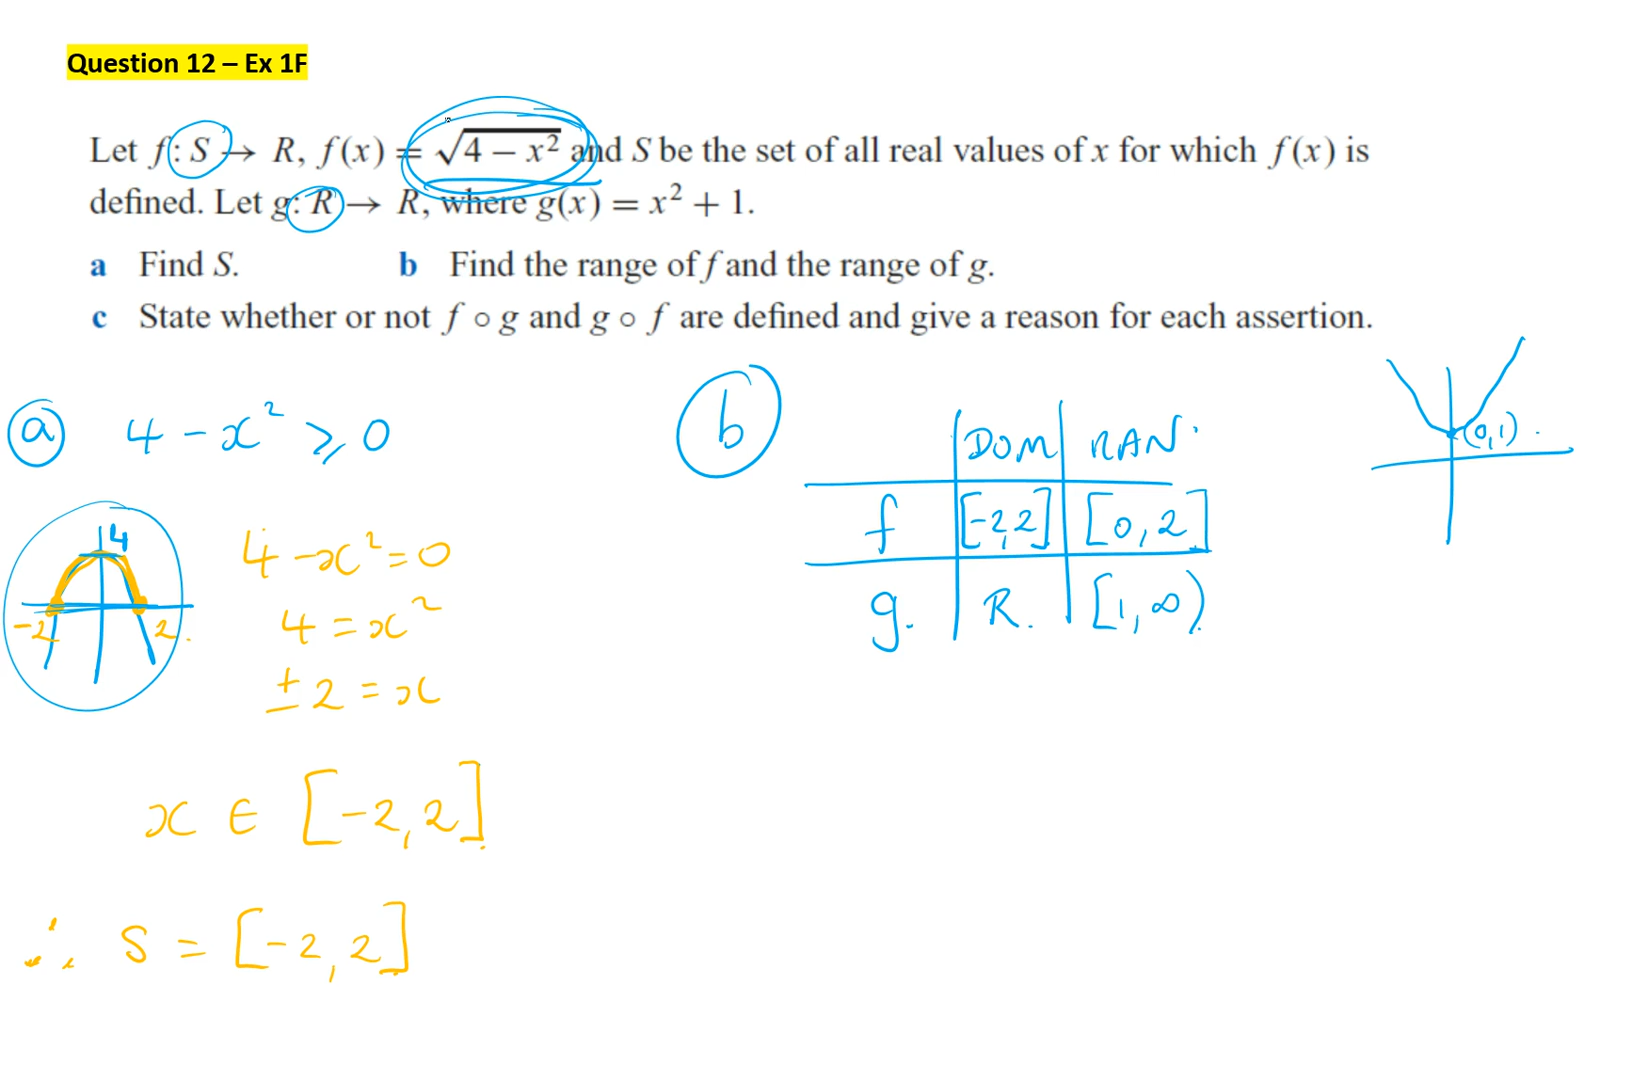 Question 12 – Ex 1F
Let f: S → R, f(x) = √4 – x² and S be the set of all real values of x for which f(x) is
defined. Let g: R → R, where g(x) = x² + 1.
a Find S.
b Find the range of f and the range of g.
c State whether or not f ∘ g and g ∘ f are defined and give a reason for each assertion.
a 4 - x² ≥ 0
4
-2 2
4 - x² = 0
4 = x²
± 2 = x
x ∈ [-2, 2]
∴ S = [-2, 2]
b
DOM RAN.
f [-2,2] [0,2]
g. R. [1, ∞)
(0,1).